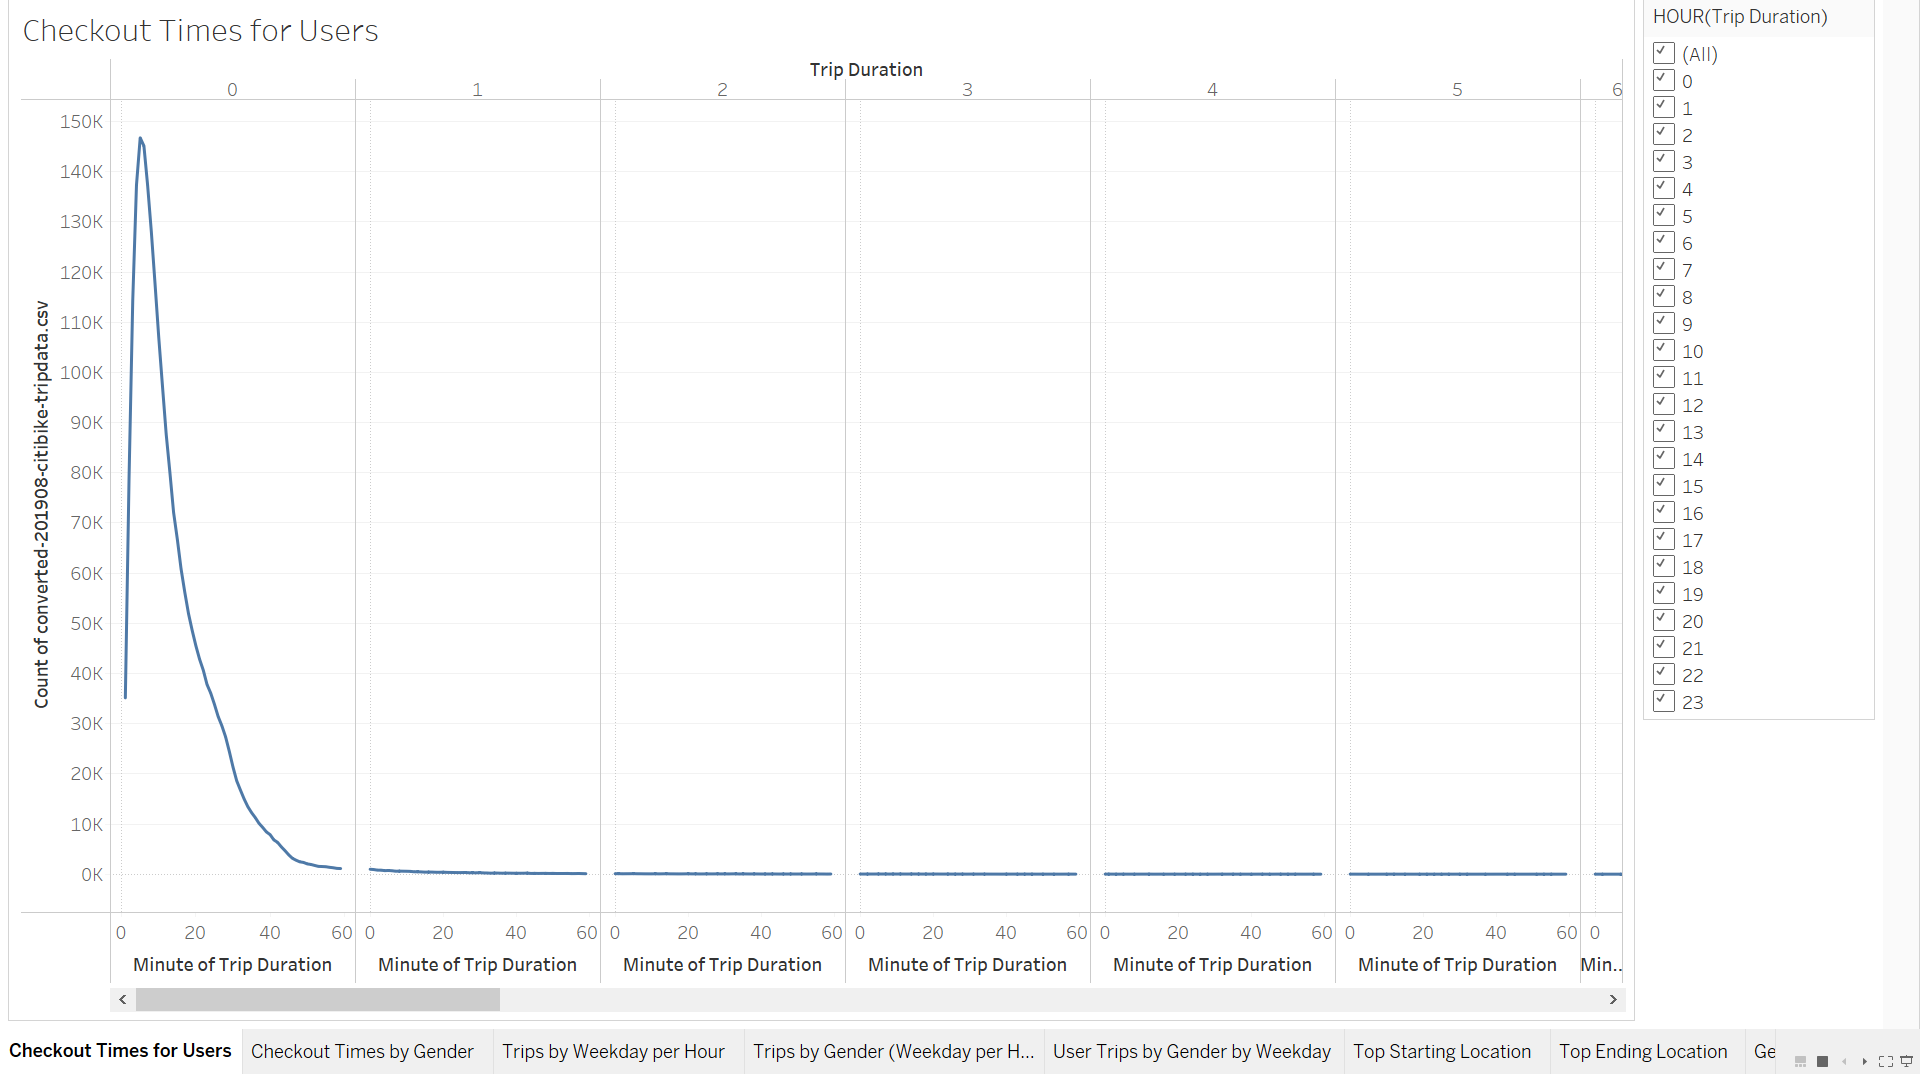 Checkout Times for Users
HOUR(Trip Duration)
Trip Duration
0 1 2 3 4 5 6
150K
140K
130K
120K
110K
100K
90K
80K
70K
60K
50K
40K
30K
20K
10K
0K
Count of converted-201908-citibike-tripdata.csv
0 20 40 60 0 20 40 60 0 20 40 60 0 20 40 60 0 20 40 60 0 20 40 60 0
Minute of Trip Duration Minute of Trip Duration Minute of Trip Duration Minute of Trip Duration Minute of Trip Duration Minute of Trip Duration Min..
(All)
0
1
2
3
4
5
6
7
8
9
10
11
12
13
14
15
16
17
18
19
20
21
22
23
Checkout Times for Users Checkout Times by Gender Trips by Weekday per Hour Trips by Gender (Weekday per H... User Trips by Gender by Weekday Top Starting Location Top Ending Location Ge